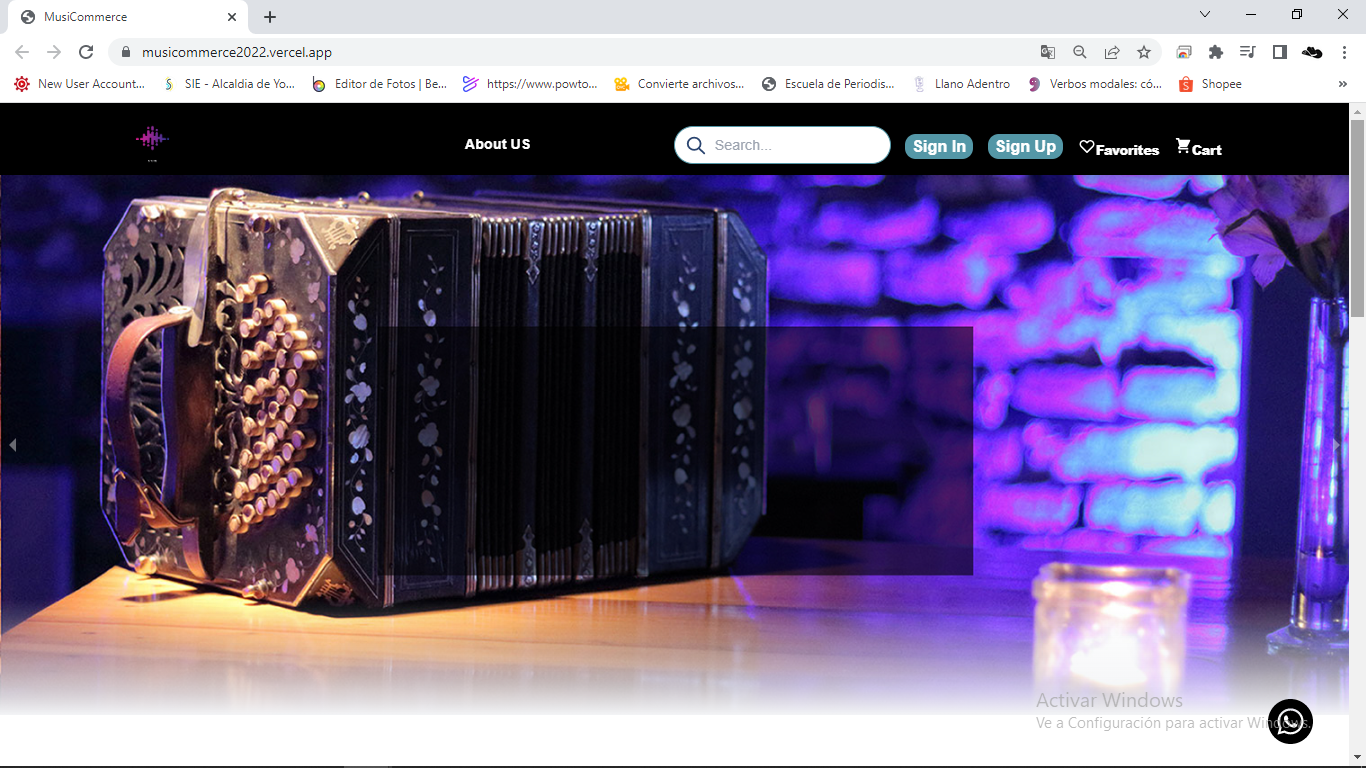 MusiCommerce
musicommerce2022.vercel.app
New User Account...
SIE - Alcaldia de Yo...
Editor de Fotos | Be...
https://www.powto...
Convierte archivos...
Escuela de Periodis...
Llano Adentro
Verbos modales: có...
Shopee
»
About US
Search...
Sign In
Sign Up
Favorites
Cart
Activar Windows
Ve a Configuración para activar Windows.